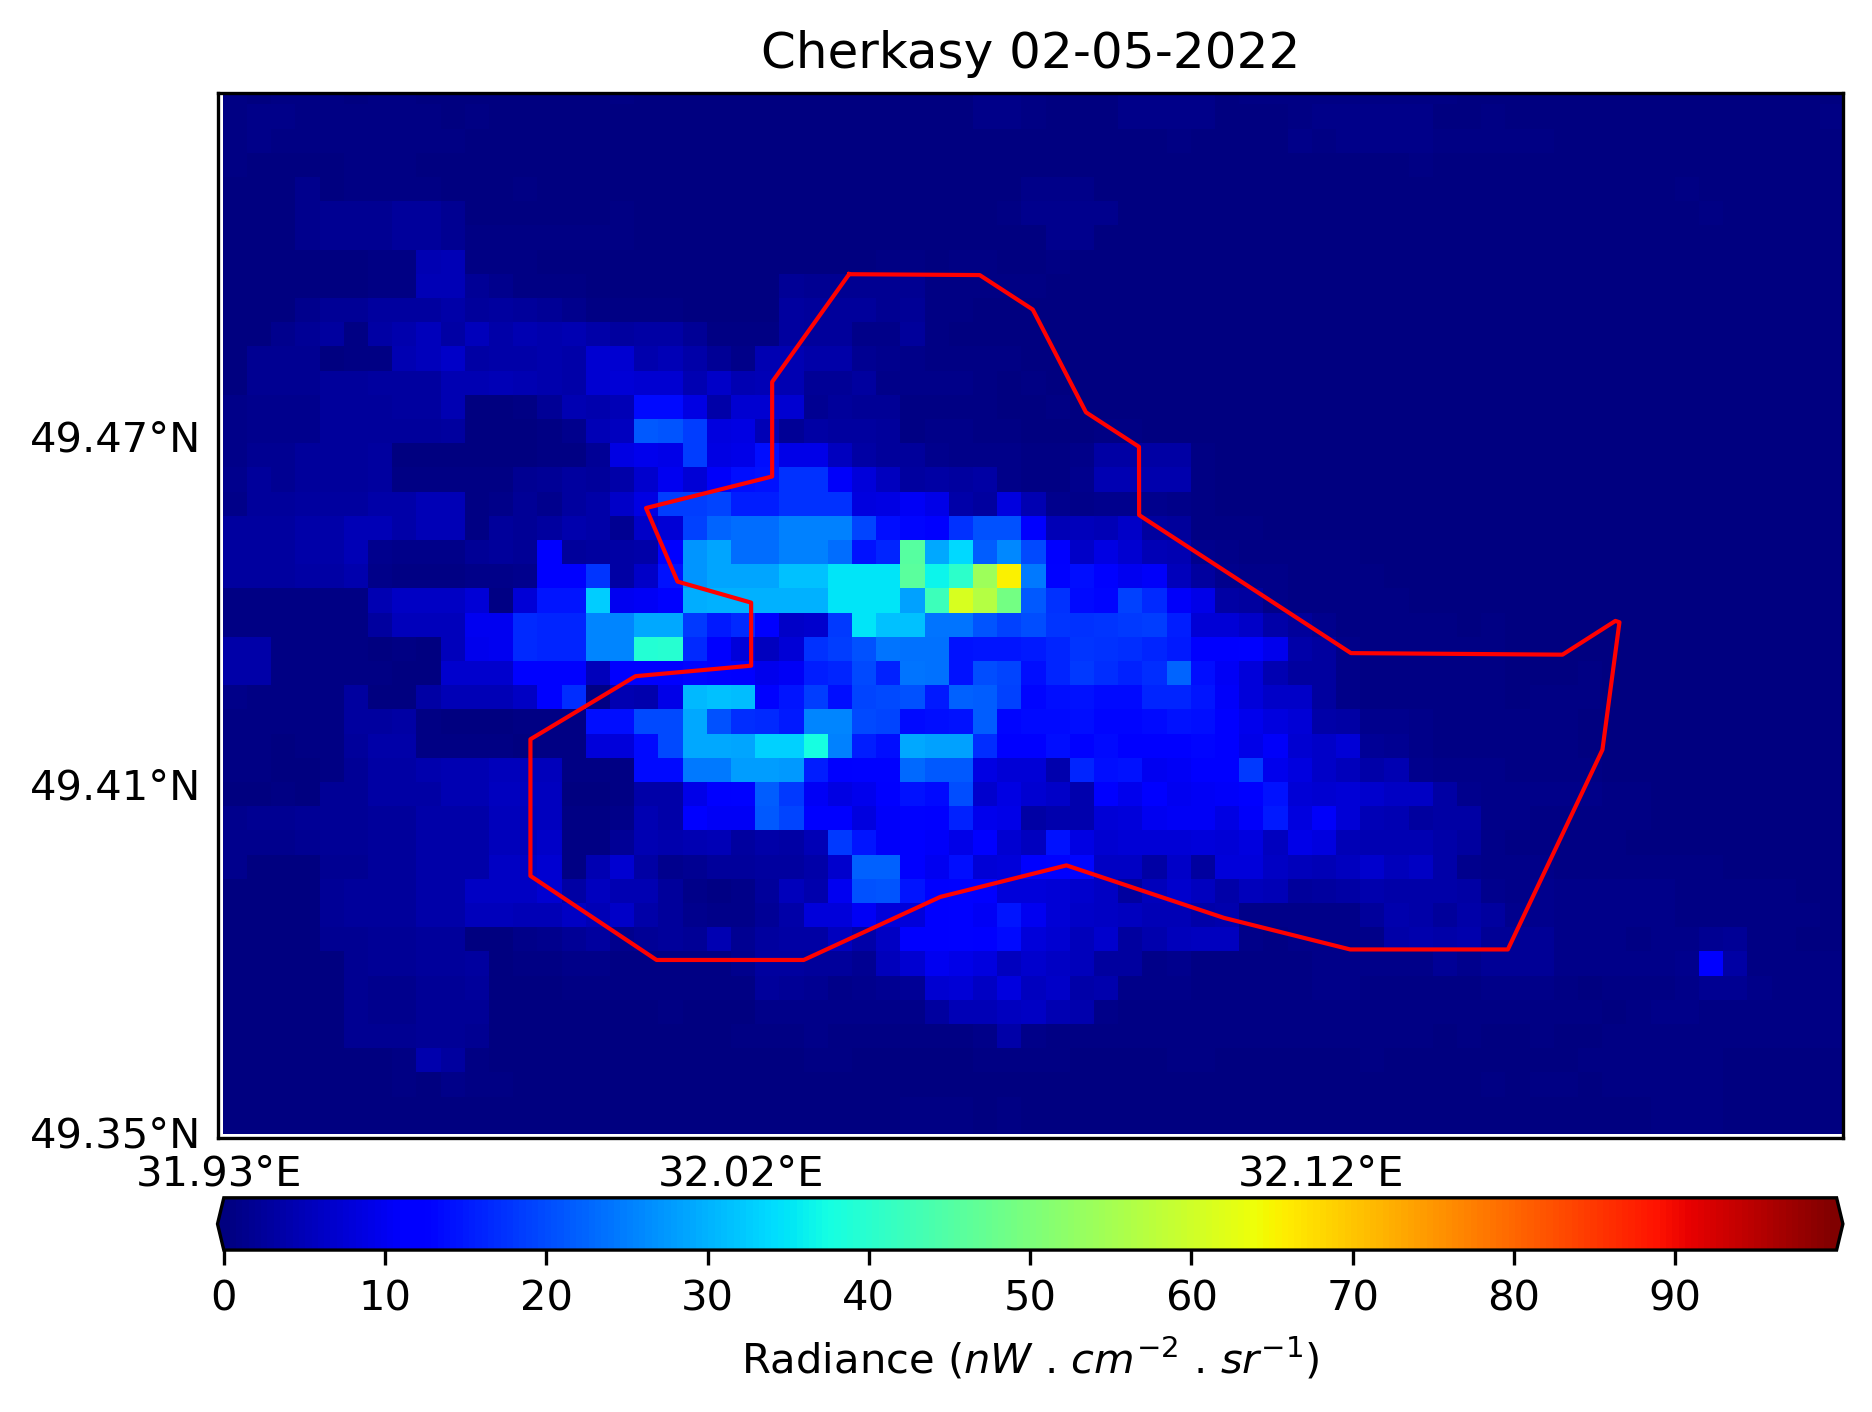 Cherkasy 02-05-2022
49.47°N
49.41°N
49.35°N
31.93°E 32.02°E 32.12°E
0 10 20 30 40 50 60 70 80 90
Radiance (nW . cm⁻² . sr⁻¹)